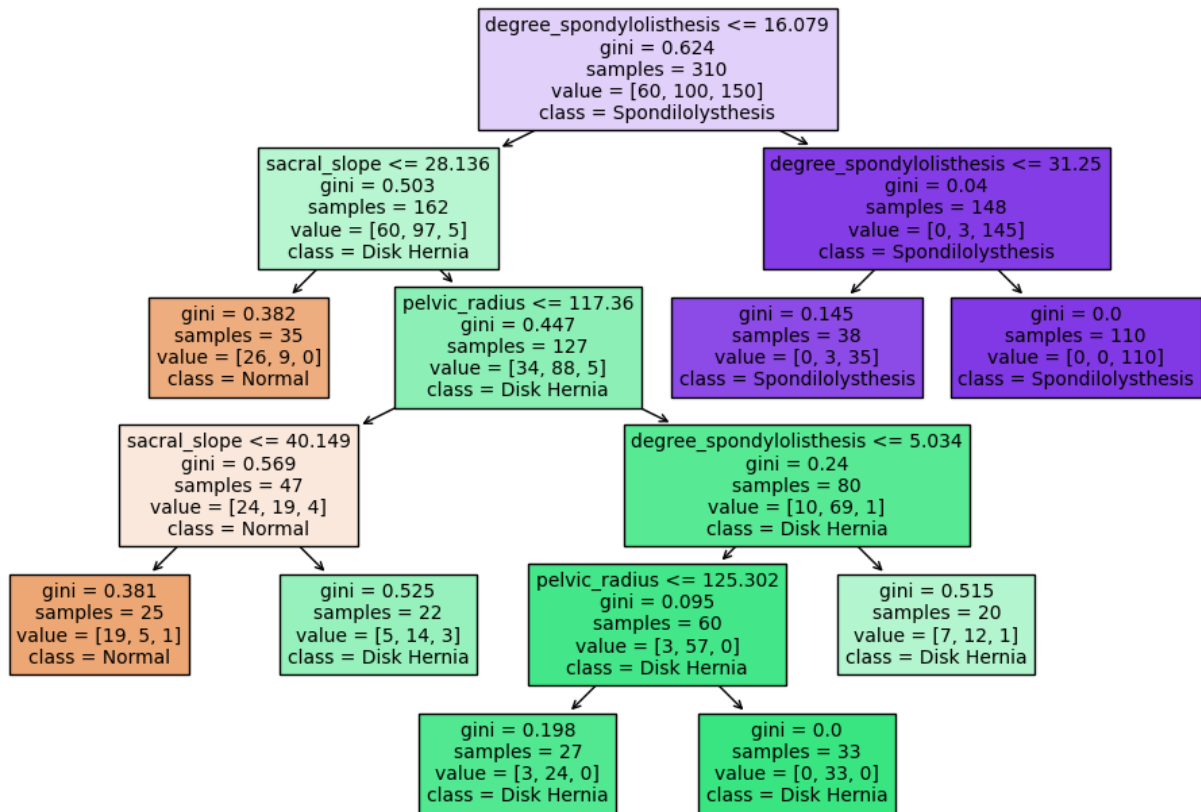 degree_spondylolisthesis <= 16.079
gini = 0.624
samples = 310
value = [60, 100, 150]
class = Spondilolysthesis
sacral_slope <= 28.136
gini = 0.503
samples = 162
value = [60, 97, 5]
class = Disk Hernia
degree_spondylolisthesis <= 31.25
gini = 0.04
samples = 148
value = [0, 3, 145]
class = Spondilolysthesis
gini = 0.382
samples = 35
value = [26, 9, 0]
class = Normal
pelvic_radius <= 117.36
gini = 0.447
samples = 127
value = [34, 88, 5]
class = Disk Hernia
gini = 0.145
samples = 38
value = [0, 3, 35]
class = Spondilolysthesis
gini = 0.0
samples = 110
value = [0, 0, 110]
class = Spondilolysthesis
sacral_slope <= 40.149
gini = 0.569
samples = 47
value = [24, 19, 4]
class = Normal
degree_spondylolisthesis <= 5.034
gini = 0.24
samples = 80
value = [10, 69, 1]
class = Disk Hernia
gini = 0.381
samples = 25
value = [19, 5, 1]
class = Normal
gini = 0.525
samples = 22
value = [5, 14, 3]
class = Disk Hernia
pelvic_radius <= 125.302
gini = 0.095
samples = 60
value = [3, 57, 0]
class = Disk Hernia
gini = 0.515
samples = 20
value = [7, 12, 1]
class = Disk Hernia
gini = 0.198
samples = 27
value = [3, 24, 0]
class = Disk Hernia
gini = 0.0
samples = 33
value = [0, 33, 0]
class = Disk Hernia